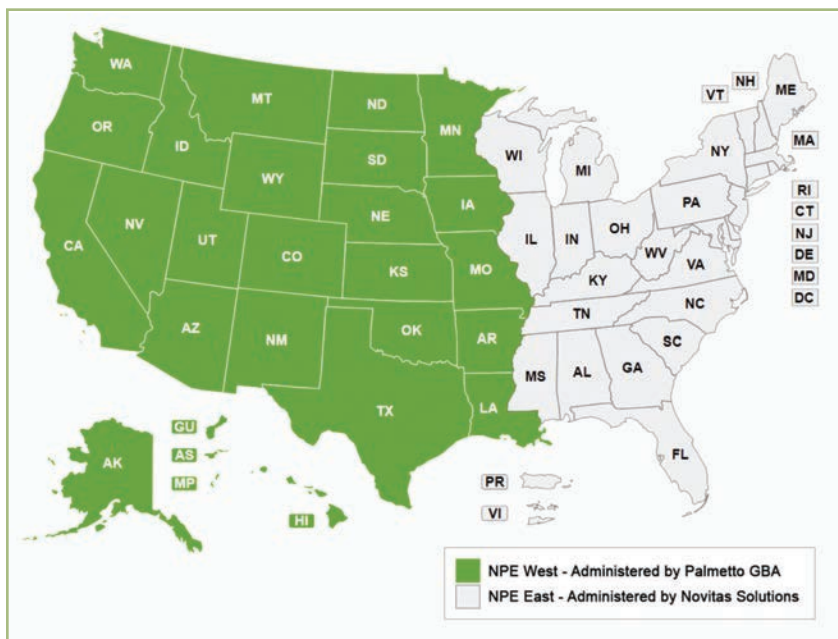 WA
MT
ND
MN
OR
ID
SD
WY
WI
MI
NY
VT
NH
ME
MA
RI
CT
NJ
DE
MD
DC
NV
UT
CA
NE
IA
CO
KS
MO
IL
IN
OH
PA
WV
VA
KY
NC
TN
SC
AZ
NM
OK
AR
MS
AL
GA
TX
LA
FL
AK
GU
AS
MP
HI
PR
VI
NPE West - Administered by Palmetto GBA
NPE East - Administered by Novitas Solutions